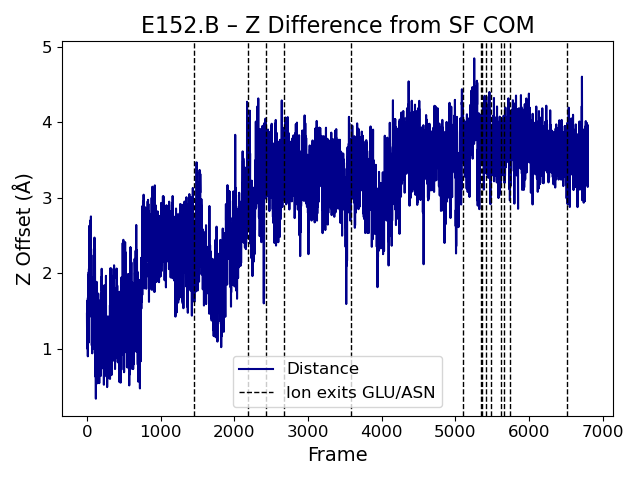 E152.B – Z Difference from SF COM
5
4
3
2
1
Z Offset (Å)
Distance
Ion exits GLU/ASN
0 1000 2000 3000 4000 5000 6000 7000
Frame